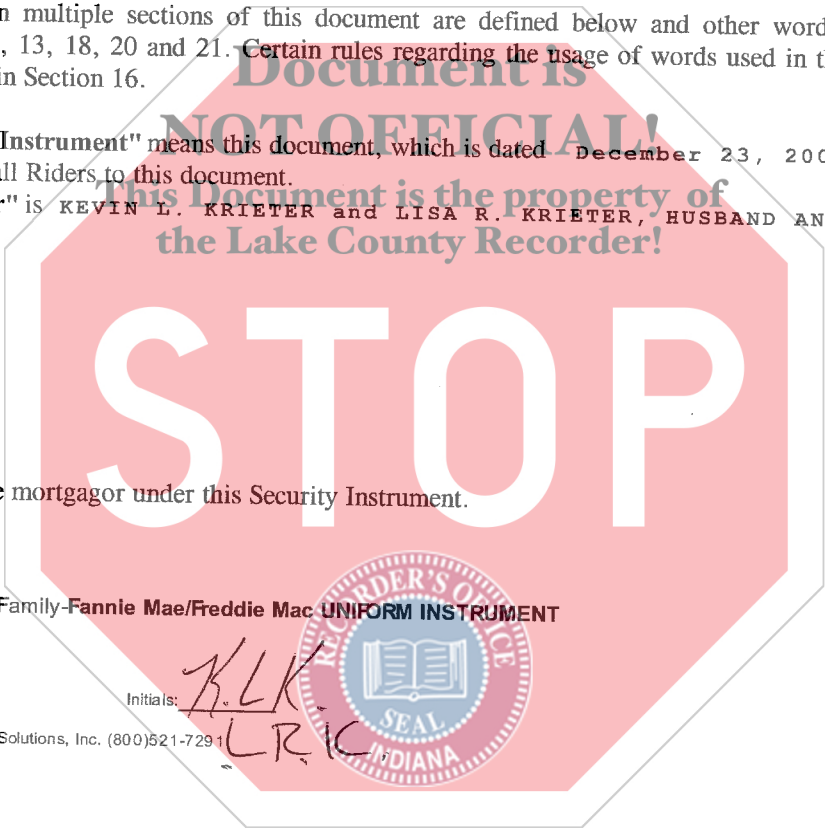 n multiple sections of this document are defined below and other word
, 13, 18, 20 and 21. Certain rules regarding the usage of words used in t
in Section 16.
Document is
NOT OFFICIAL!
This Document is the property of
the Lake County Recorder!
Instrument" means this document, which is dated December 23, 200
all Riders to this document.
r" is KEVIN L. KRIETER and LISA R. KRIETER, HUSBAND AN
STOP
e mortgagor under this Security Instrument.
Family-Fannie Mae/Freddie Mac UNIFORM INSTRUMENT
RECORDER'S OFFICE
SEAL
INDIANA
Initials: K.L.K.
Solutions, Inc. (800)521-7291 LRK